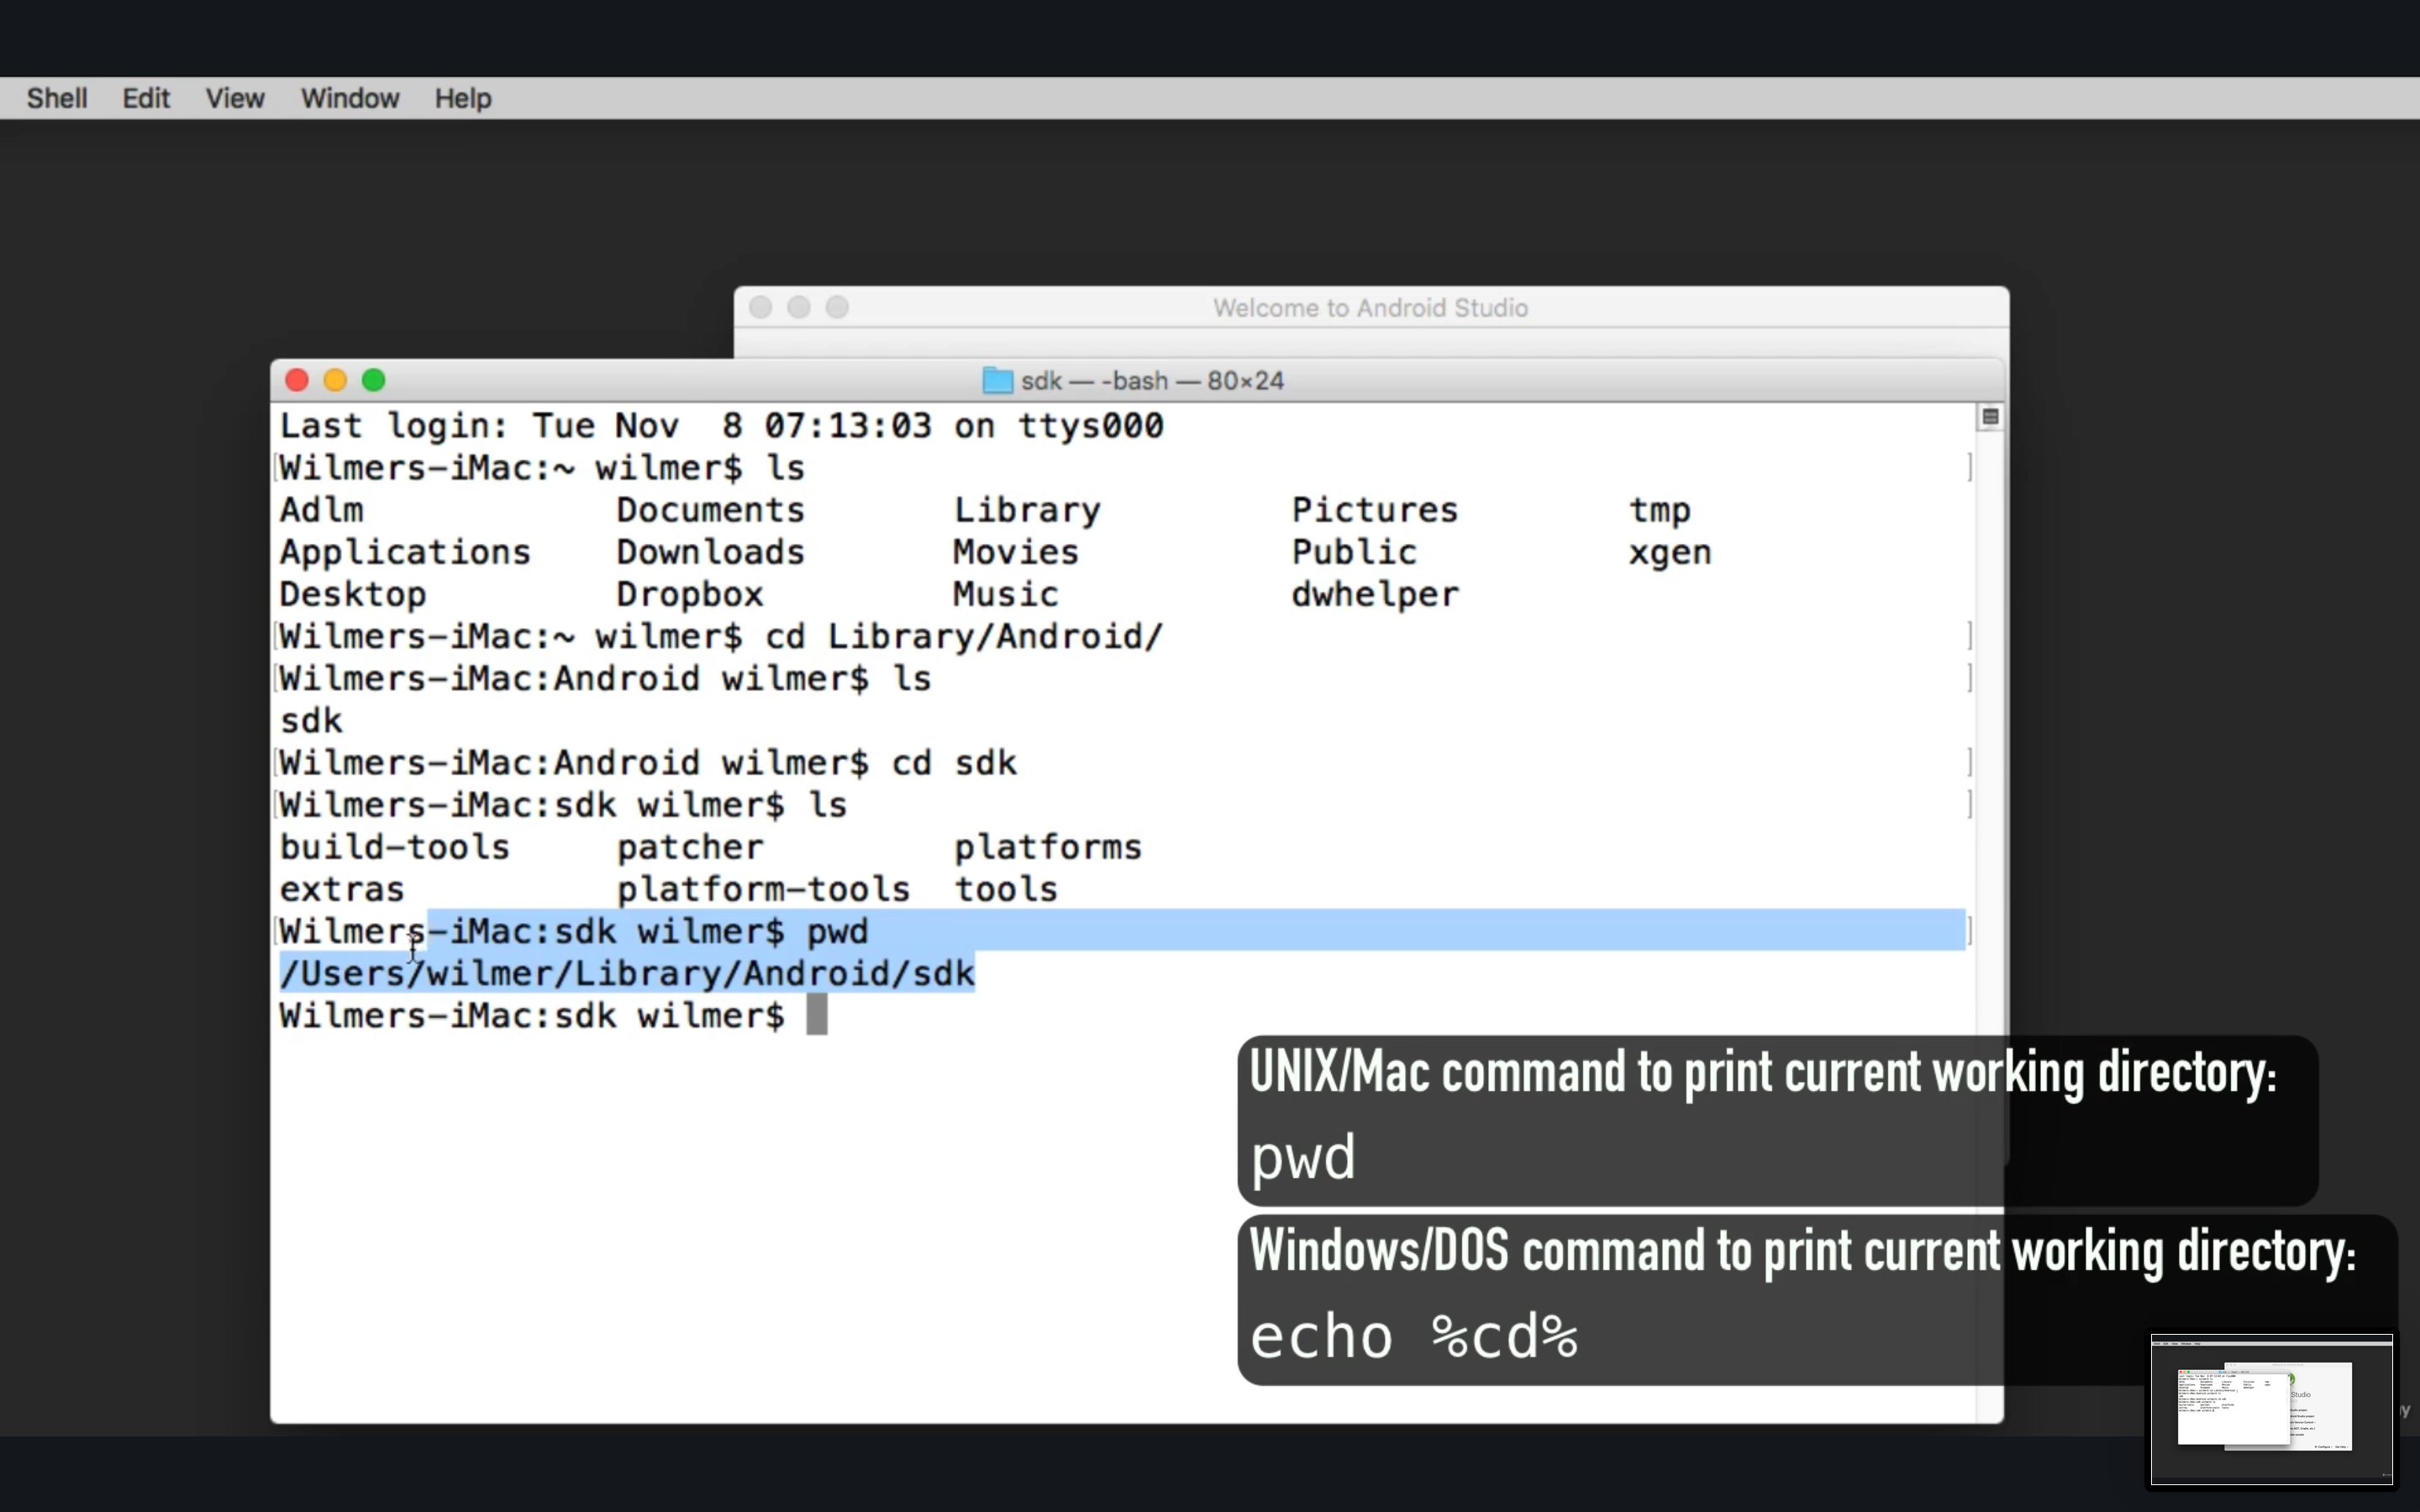 Shell Edit View Window Help
Welcome to Android Studio
sdk — -bash — 80×24
Last login: Tue Nov  8 07:13:03 on ttys000
Wilmers-iMac:~ wilmer$ ls
Adlm Documents Library Pictures tmp
Applications Downloads Movies Public xgen
Desktop Dropbox Music dwhelper
Wilmers-iMac:~ wilmer$ cd Library/Android/
Wilmers-iMac:Android wilmer$ ls
sdk
Wilmers-iMac:Android wilmer$ cd sdk
Wilmers-iMac:sdk wilmer$ ls
build-tools patcher platforms
extras platform-tools tools
Wilmers-iMac:sdk wilmer$ pwd
/Users/wilmer/Library/Android/sdk
Wilmers-iMac:sdk wilmer$
UNIX/Mac command to print current working directory:
pwd
Windows/DOS command to print current working directory:
echo %cd%
Studio